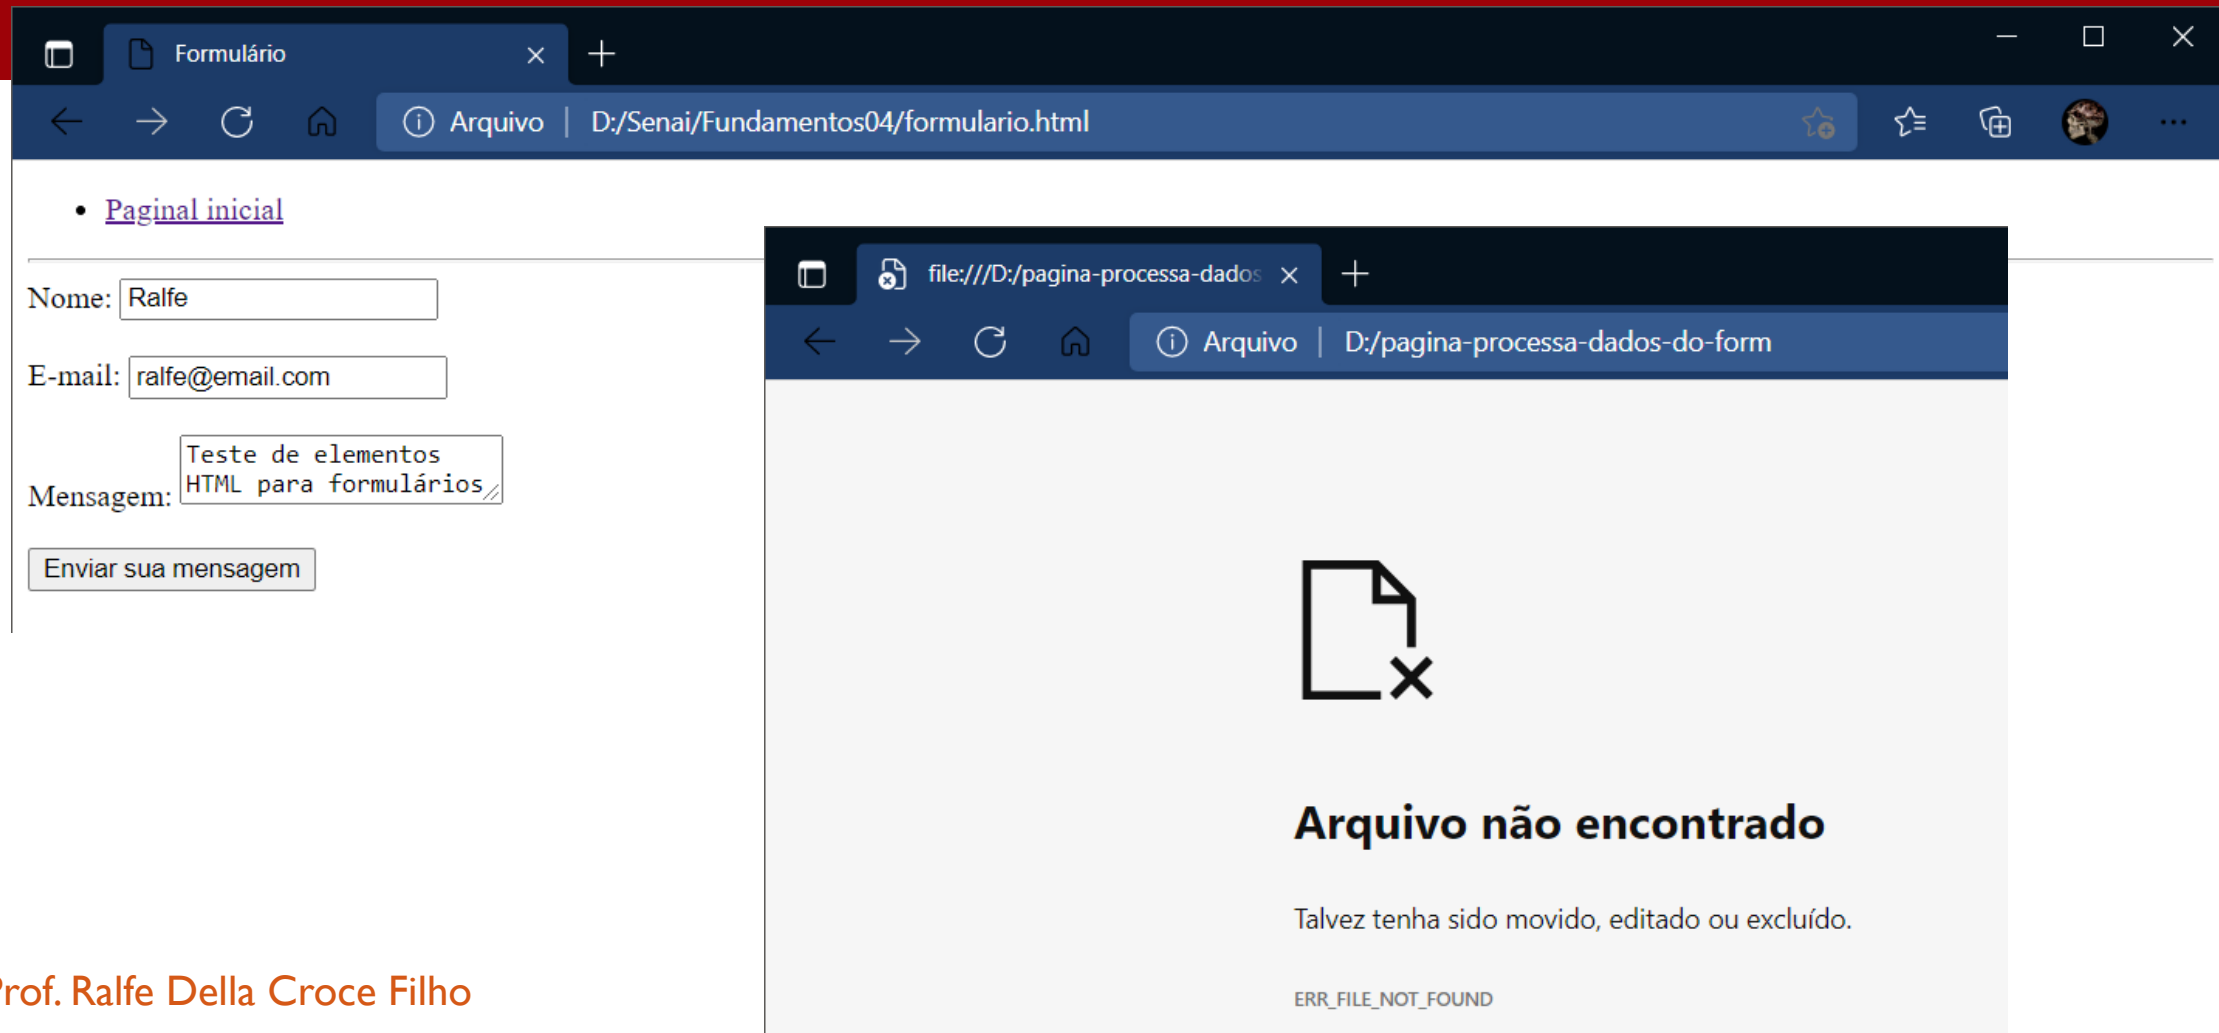 Formulário
Arquivo | D:/Senai/Fundamentos04/formulario.html
Paginal inicial
Nome: Ralfe
E-mail: ralfe@email.com
Mensagem: Teste de elementos
HTML para formulários
Enviar sua mensagem
file:///D:/pagina-processa-dados
Arquivo | D:/pagina-processa-dados-do-form
Arquivo não encontrado
Talvez tenha sido movido, editado ou excluído.
ERR_FILE_NOT_FOUND
Prof. Ralfe Della Croce Filho